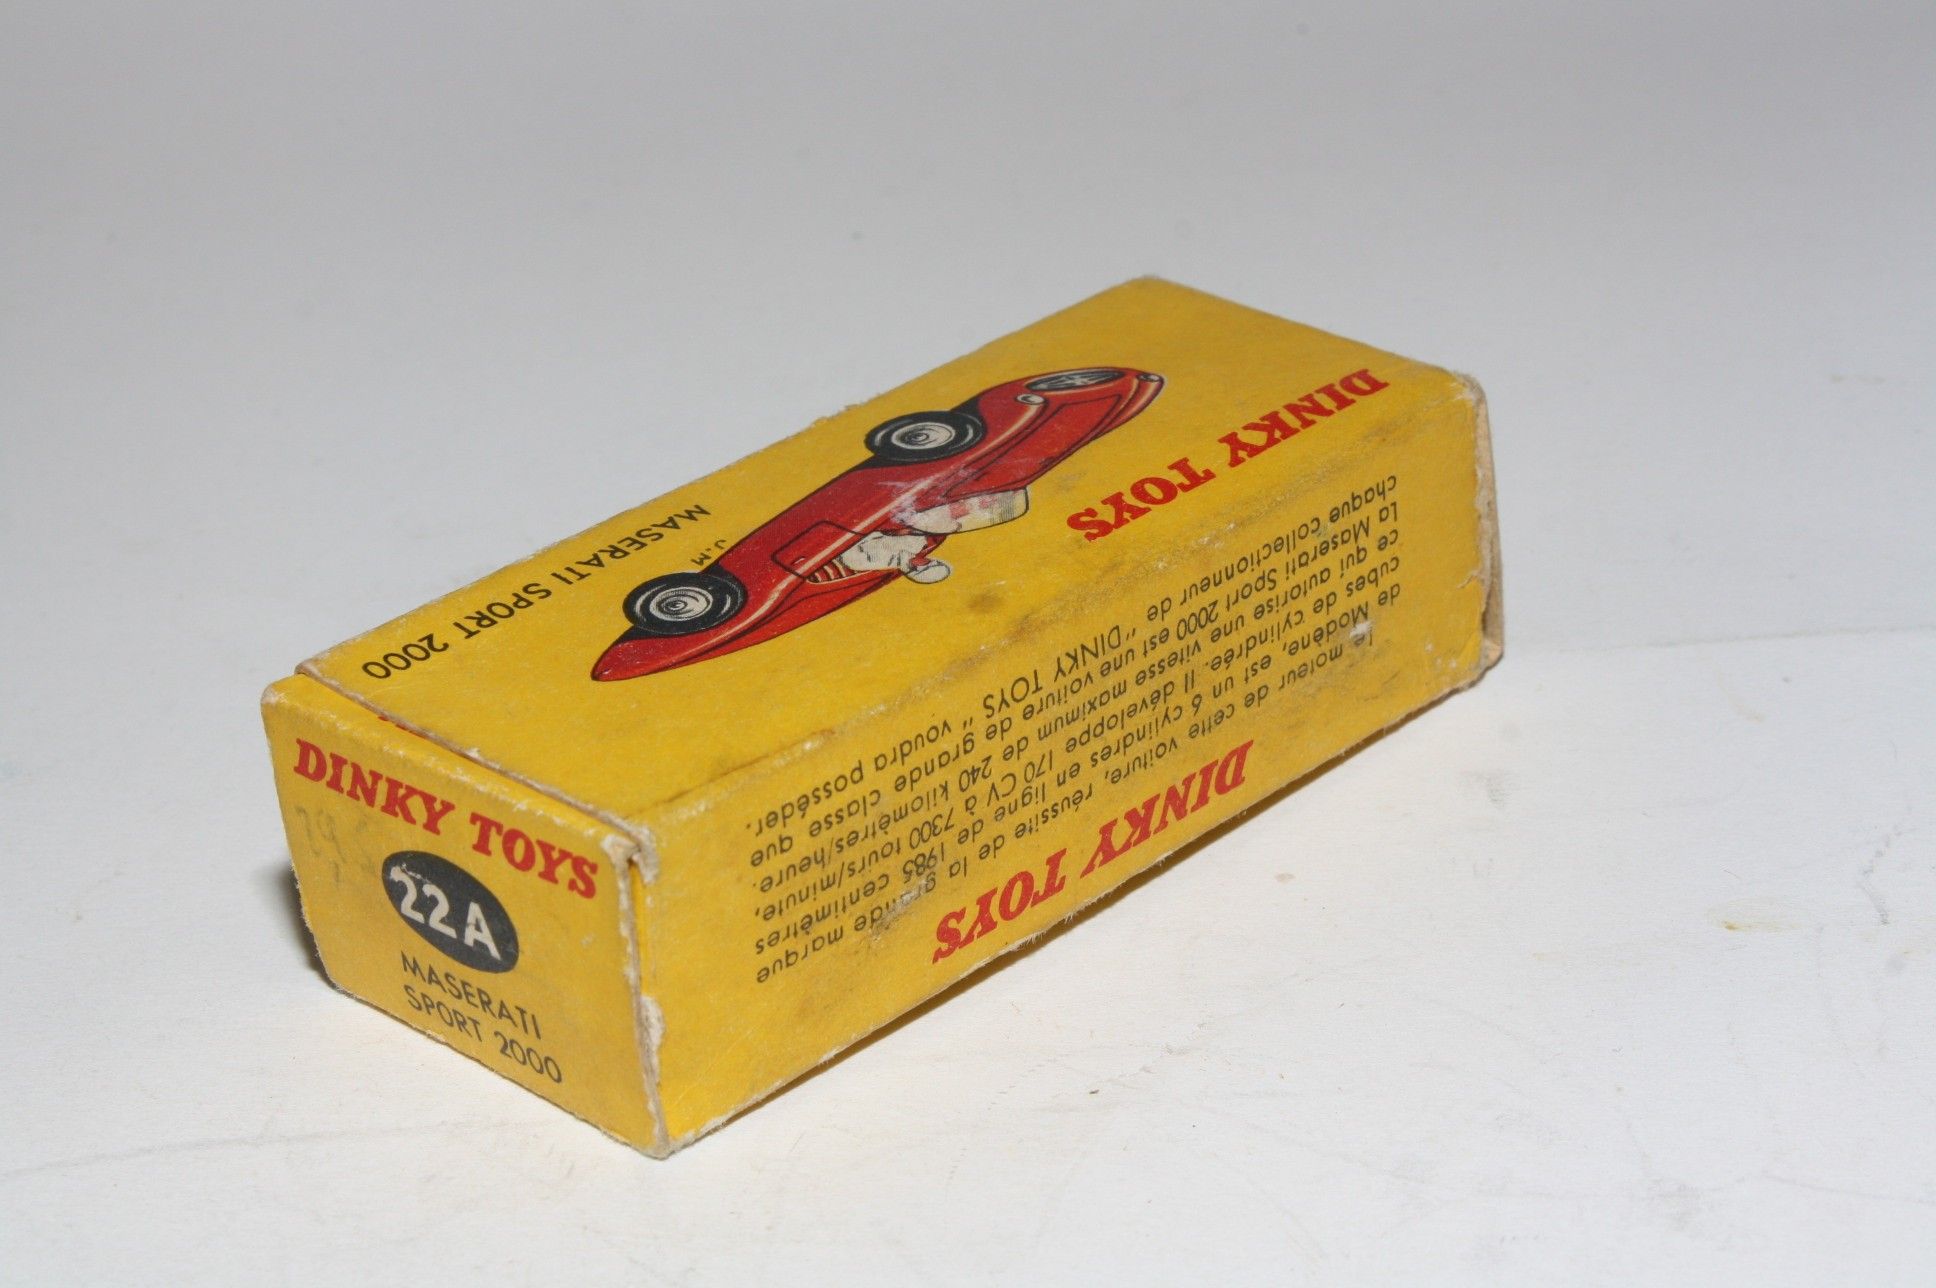 DINKY TOYS
J.M
MASERATI SPORT 2000
DINKY TOYS
22A
MASERATI
SPORT 2000
DINKY TOYS
Le moteur de cette voiture, réussite de la grande marque
de Modène, est un 6 cylindres en ligne de 1985 centimètres
cubes de cylindrée. Il développe 170 CV à 7300 tours/minute,
ce qui autorise une vitesse maximum de 240 kilomètres/heure.
La Maserati Sport 2000 est une voiture de grande classe que
chaque collectionneur de "DINKY TOYS" voudra posséder.